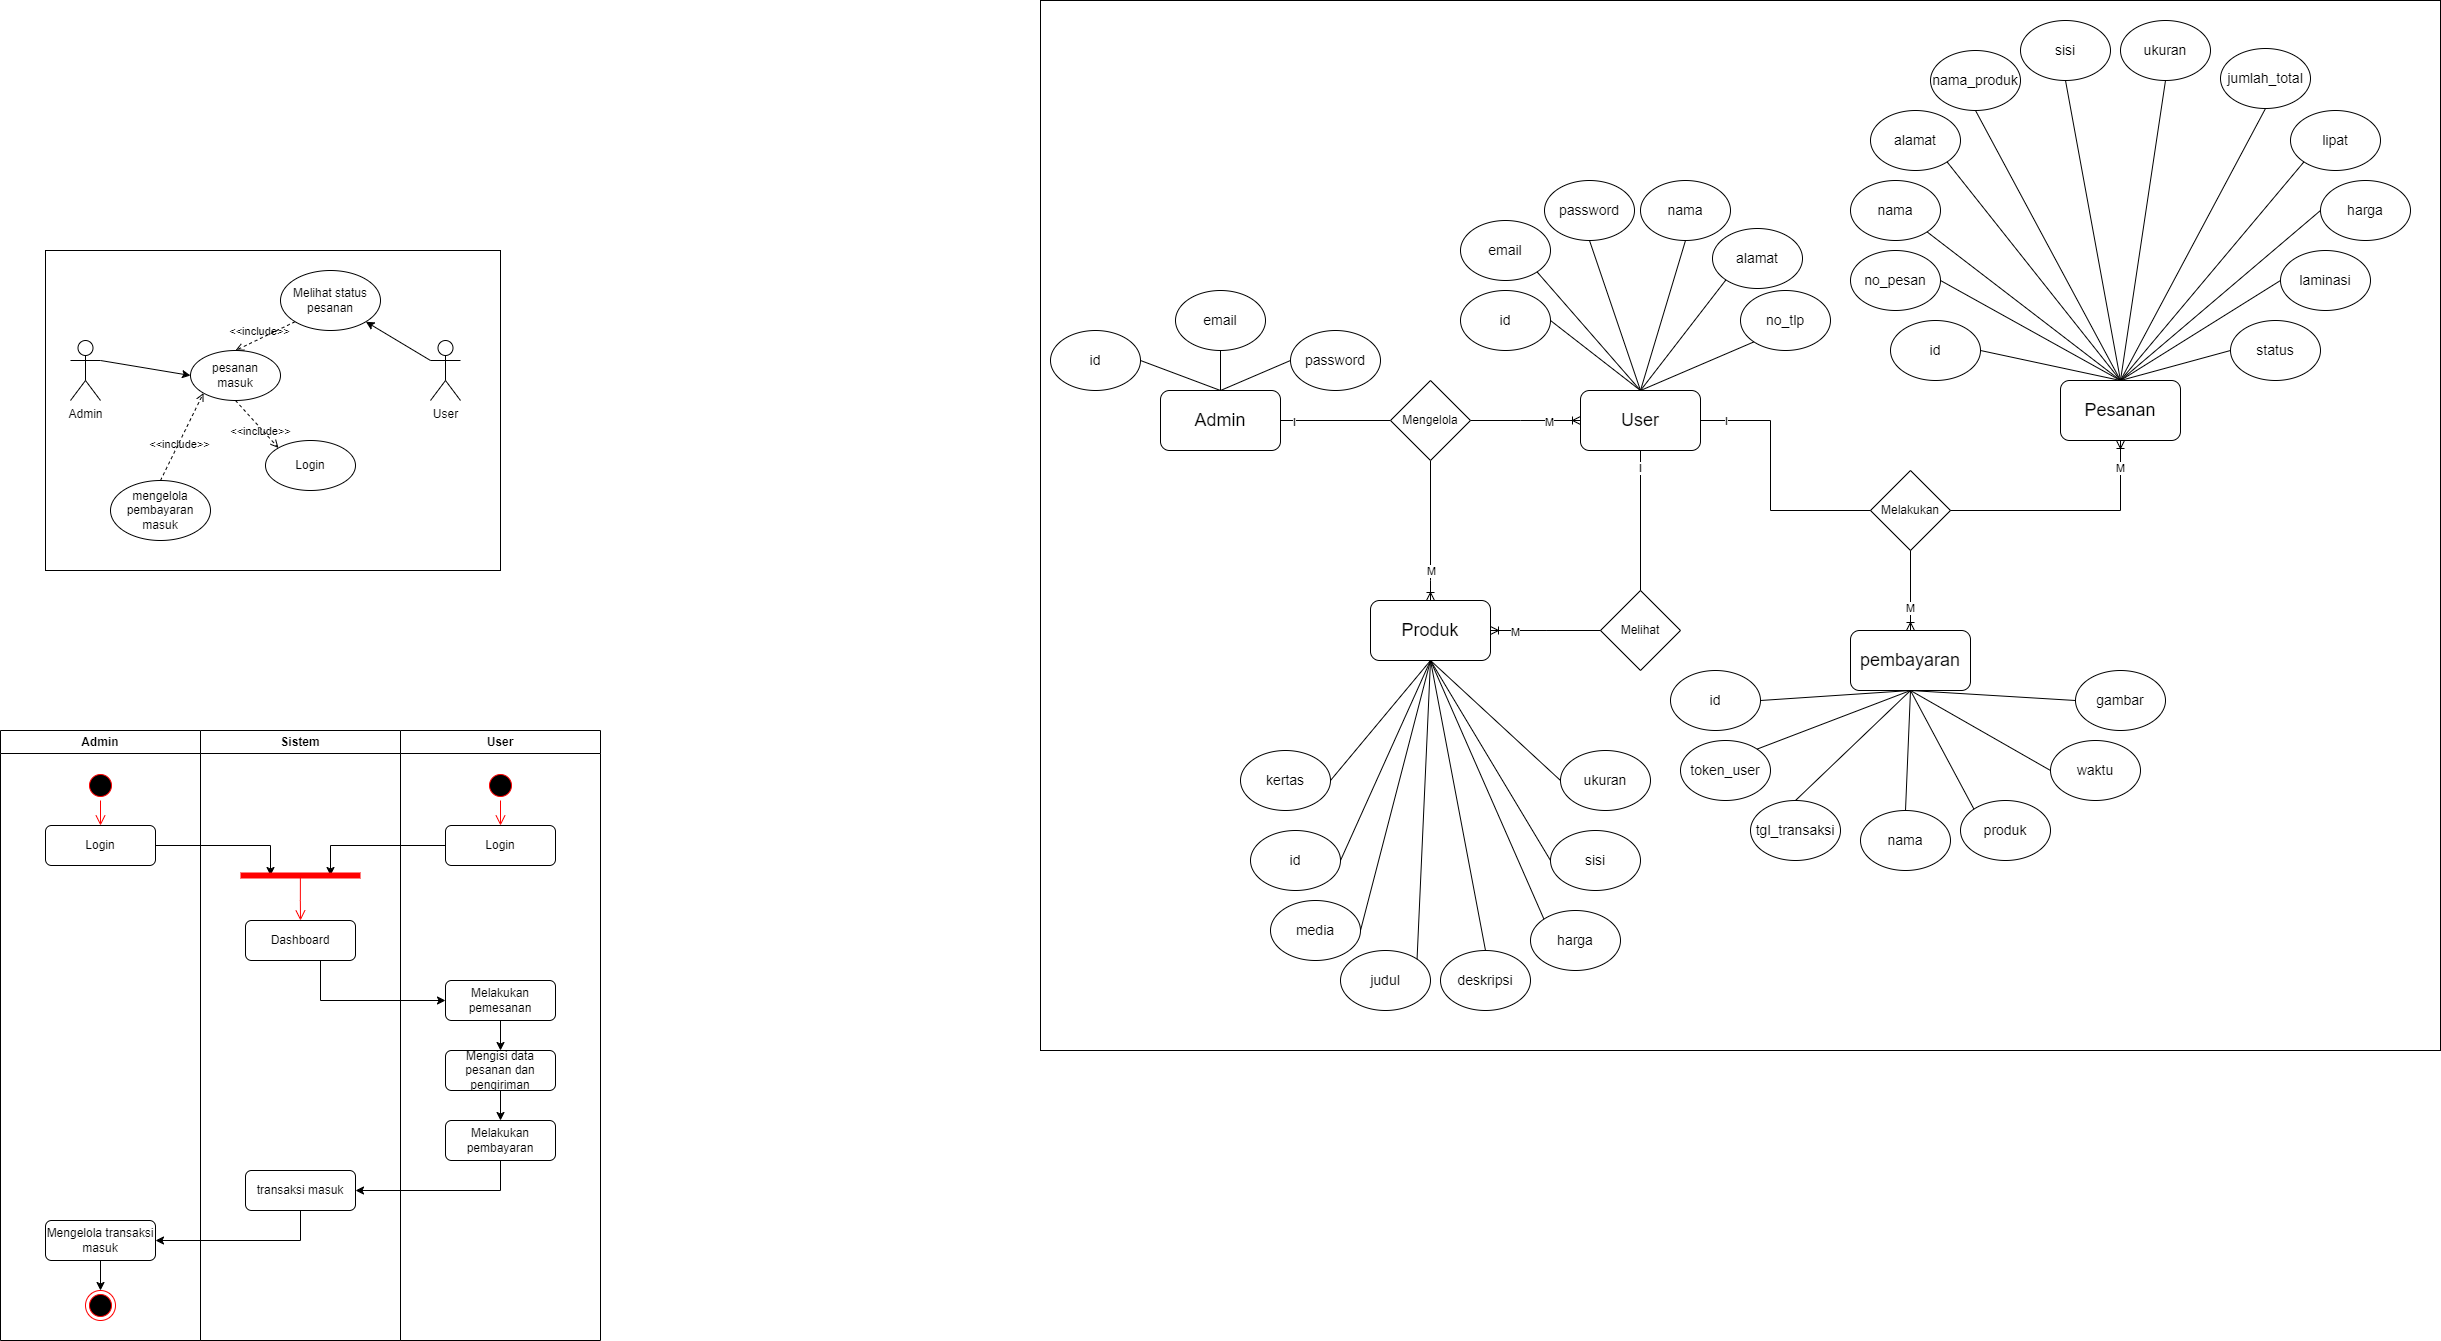 Melihat status
pesanan
<<include>>
pesanan
masuk
Admin
User
<<include>>
<<include>>
Login
mengelola
pembayaran
masuk
Admin
Sistem
User
Login
Login
Dashboard
Melakukan
pemesanan
Mengisi data
pesanan dan
pengiriman
Melakukan
pembayaran
transaksi masuk
Mengelola transaksi
masuk
sisi
ukuran
nama_produk
jumlah_total
alamat
lipat
nama
harga
no_pesan
laminasi
id
status
Pesanan
password
nama
email
alamat
id
no_tlp
User
email
id
password
Admin
I
Mengelola
M
I
I
M
Melakukan
M
M
M
Produk
M
Melihat
pembayaran
id
gambar
token_user
waktu
tgl_transaksi
nama
produk
kertas
ukuran
id
sisi
media
harga
judul
deskripsi